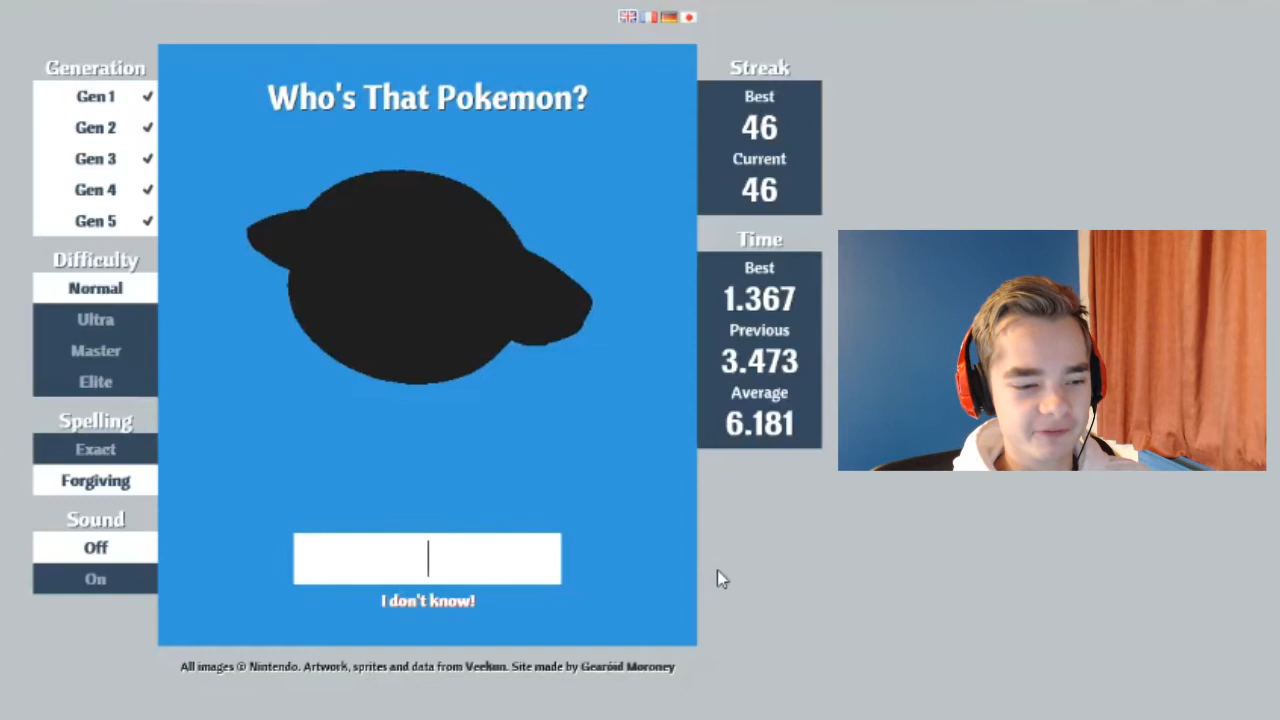 Generation
Gen 1
Gen 2
Gen 3
Gen 4
Gen 5
Difficulty
Normal
Ultra
Master
Elite
Spelling
Exact
Forgiving
Sound
Off
On
Who's That Pokemon?
I don't know!
Streak
Best
46
Current
46
Time
Best
1.367
Previous
3.473
Average
6.181
All images © Nintendo. Artwork, sprites and data from Veekun. Site made by Gearóid Moroney